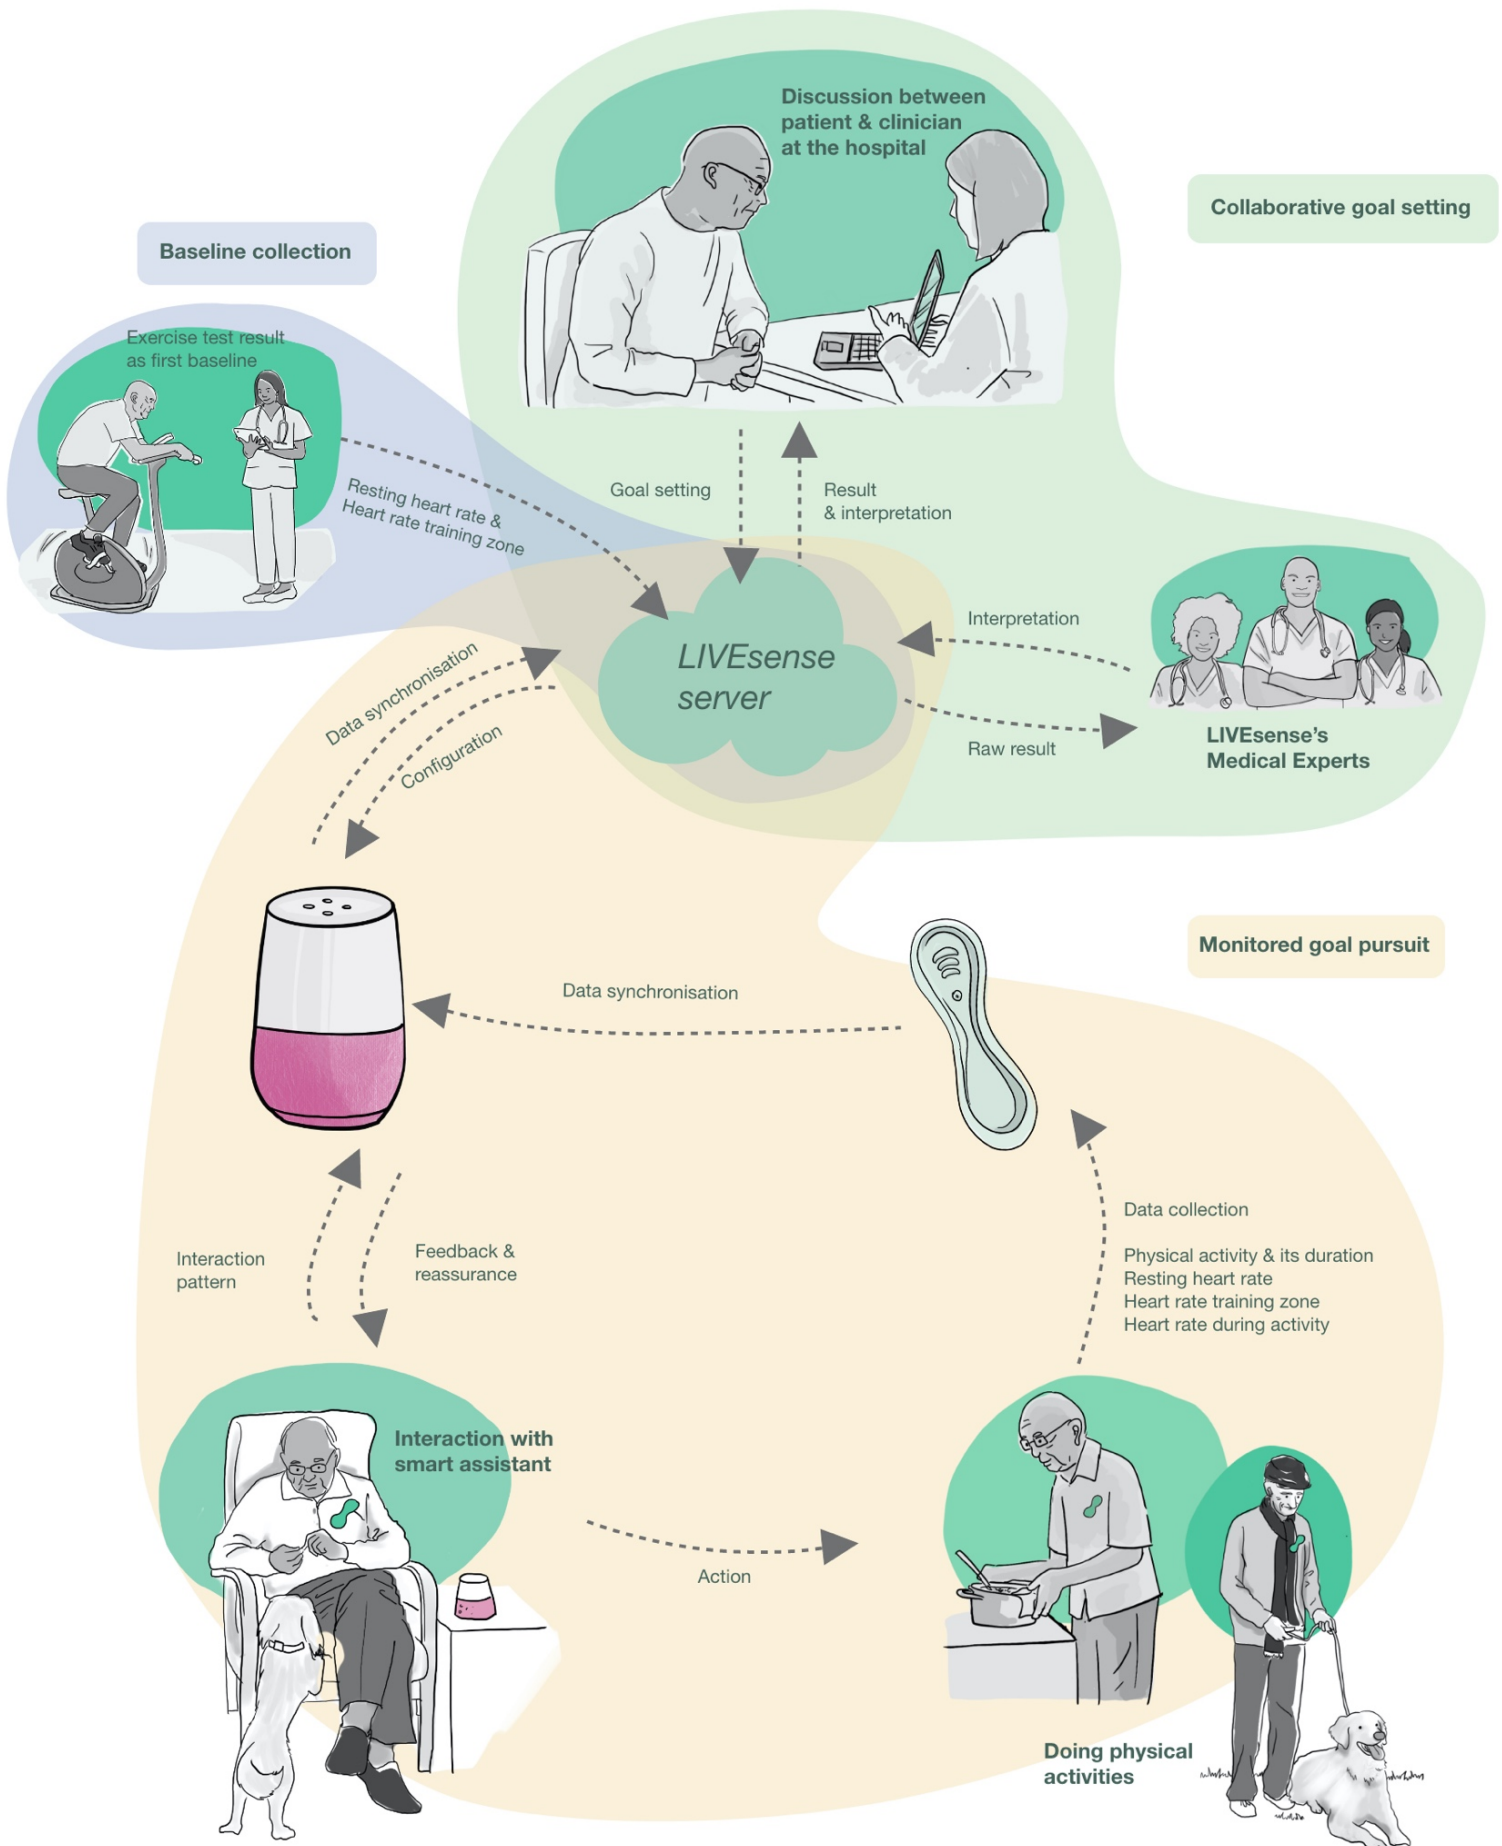 Discussion between
patient & clinician
at the hospital
Collaborative goal setting
Baseline collection
Exercise test result
as first baseline
Resting heart rate &
Heart rate training zone
Goal setting
Result
& interpretation
Interpretation
LIVEsense
server
Raw result
LIVEsense’s
Medical Experts
Data synchronisation
Configuration
Monitored goal pursuit
Data synchronisation
Data collection
Physical activity & its duration
Resting heart rate
Heart rate training zone
Heart rate during activity
Interaction
pattern
Feedback &
reassurance
Interaction with
smart assistant
Action
Doing physical
activities